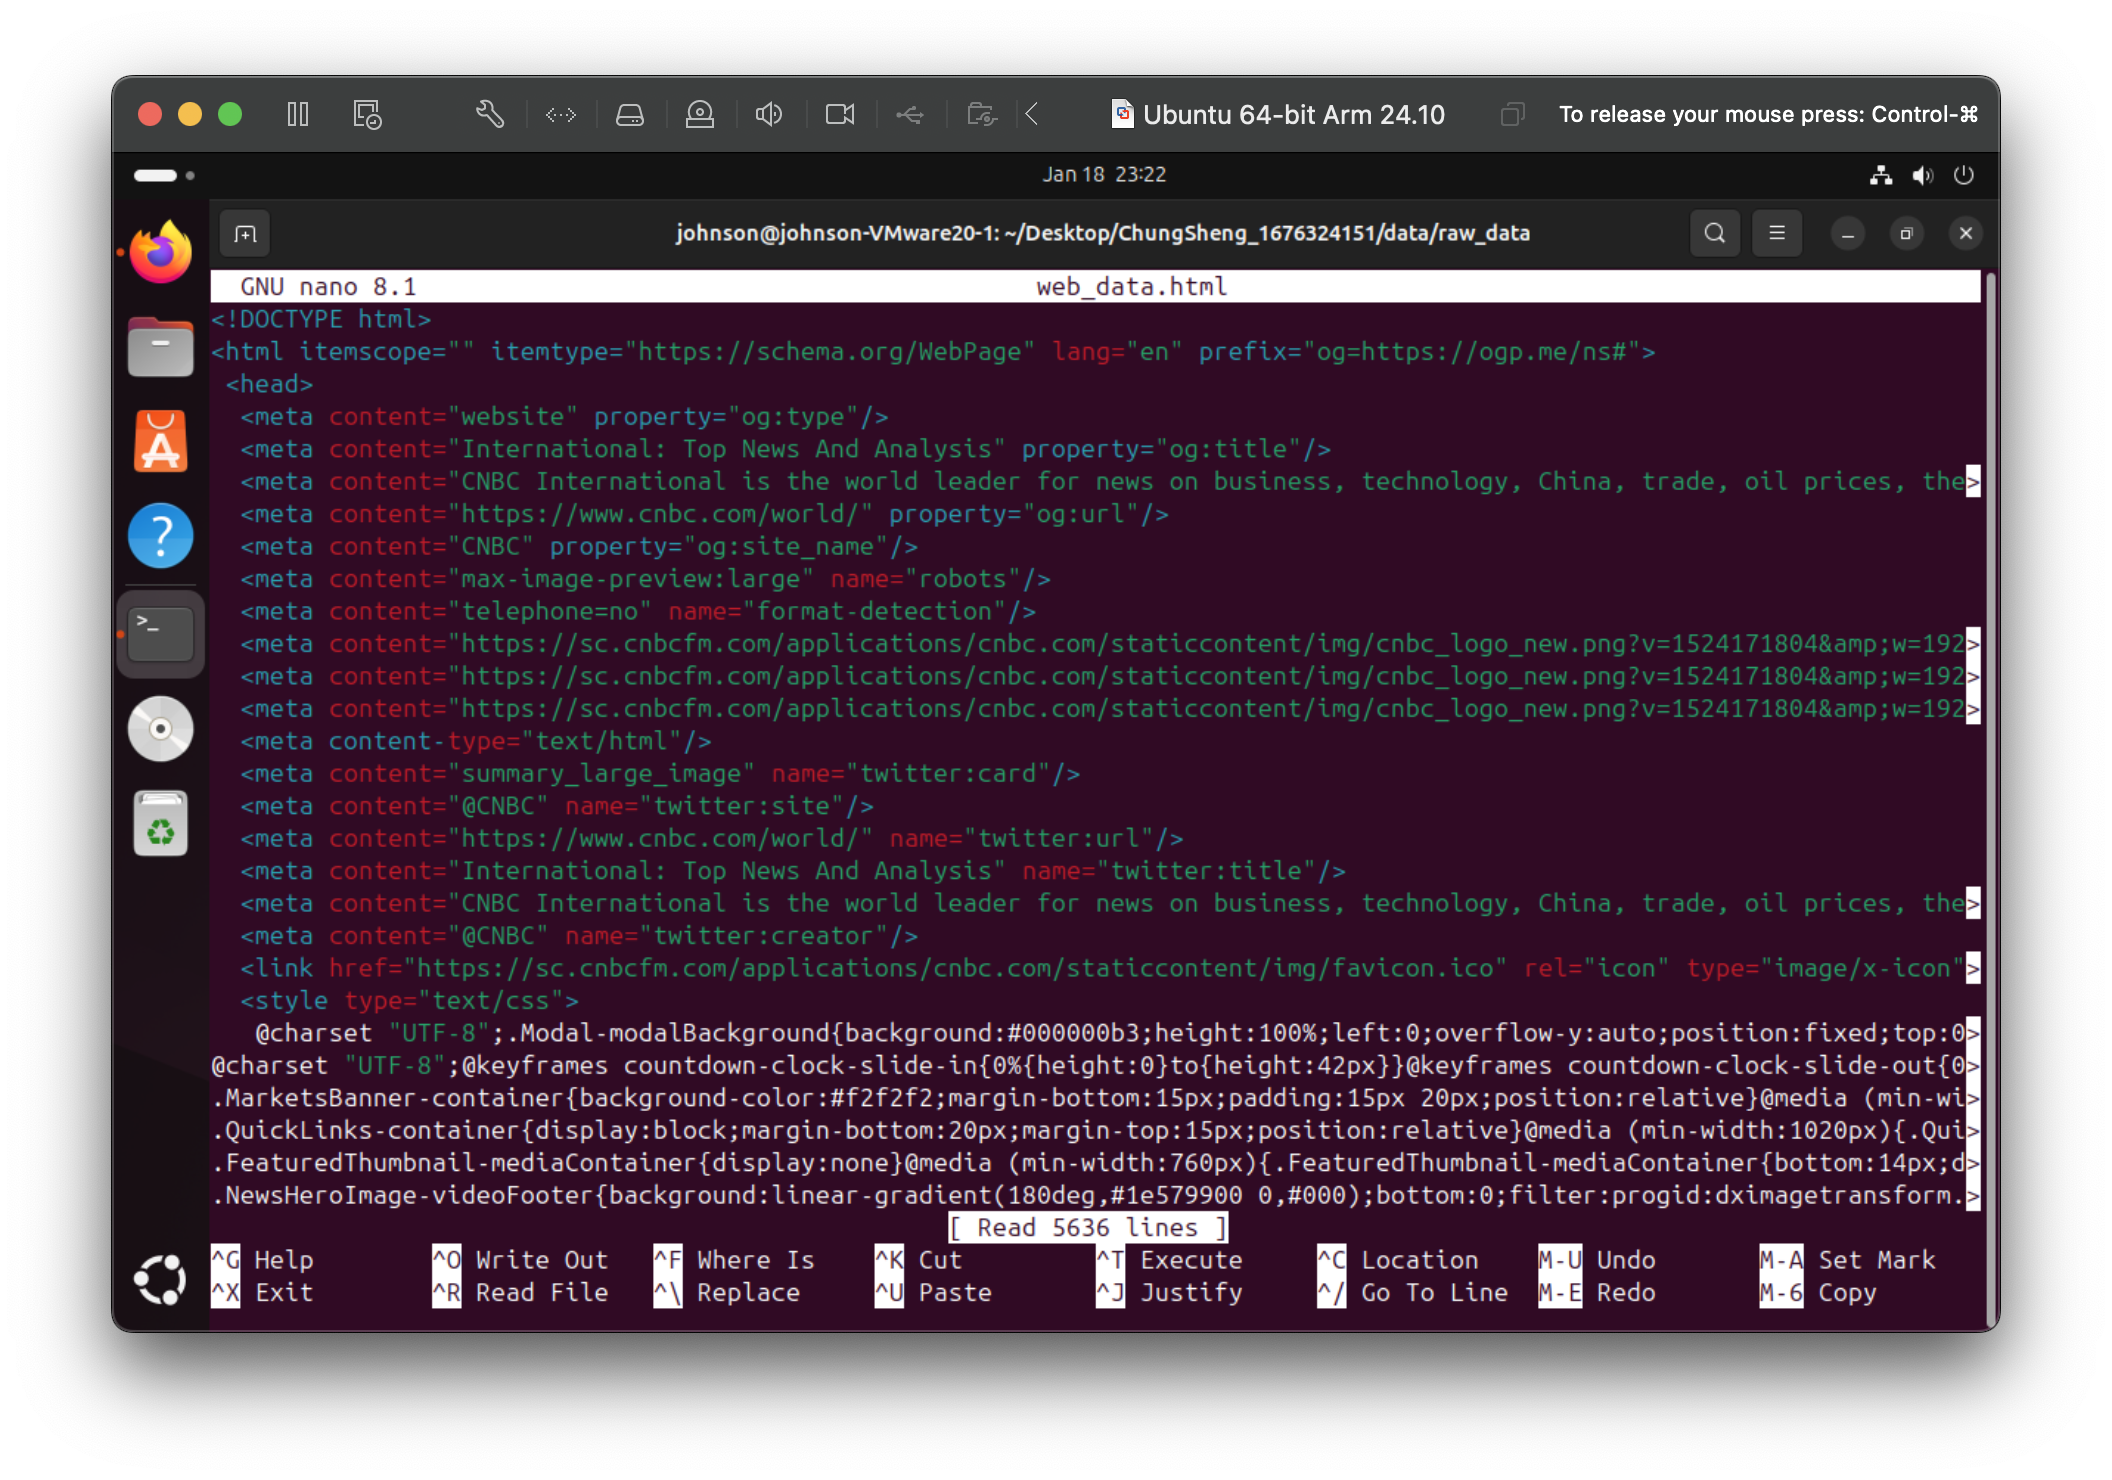 Ubuntu 64-bit Arm 24.10
To release your mouse press: Control-⌘
Jan 18 23:22
johnson@johnson-VMware20-1: ~/Desktop/ChungSheng_1676324151/data/raw_data
GNU nano 8.1 web_data.html
<!DOCTYPE html>
<html itemscope="" itemtype="https://schema.org/WebPage" lang="en" prefix="og=https://ogp.me/ns#">
<head>
<meta content="website" property="og:type"/>
<meta content="International: Top News And Analysis" property="og:title"/>
<meta content="CNBC International is the world leader for news on business, technology, China, trade, oil prices, the>
<meta content="https://www.cnbc.com/world/" property="og:url"/>
<meta content="CNBC" property="og:site_name"/>
<meta content="max-image-preview:large" name="robots"/>
<meta content="telephone=no" name="format-detection"/>
<meta content="https://sc.cnbcfm.com/applications/cnbc.com/staticcontent/img/cnbc_logo_new.png?v=1524171804&amp;w=192>
<meta content="https://sc.cnbcfm.com/applications/cnbc.com/staticcontent/img/cnbc_logo_new.png?v=1524171804&amp;w=192>
<meta content="https://sc.cnbcfm.com/applications/cnbc.com/staticcontent/img/cnbc_logo_new.png?v=1524171804&amp;w=192>
<meta content-type="text/html"/>
<meta content="summary_large_image" name="twitter:card"/>
<meta content="@CNBC" name="twitter:site"/>
<meta content="https://www.cnbc.com/world/" name="twitter:url"/>
<meta content="International: Top News And Analysis" name="twitter:title"/>
<meta content="CNBC International is the world leader for news on business, technology, China, trade, oil prices, the>
<meta content="@CNBC" name="twitter:creator"/>
<link href="https://sc.cnbcfm.com/applications/cnbc.com/staticcontent/img/favicon.ico" rel="icon" type="image/x-icon">
<style type="text/css">
@charset "UTF-8";.Modal-modalBackground{background:#000000b3;height:100%;left:0;overflow-y:auto;position:fixed;top:0>
@charset "UTF-8";@keyframes countdown-clock-slide-in{0%{height:0}to{height:42px}}@keyframes countdown-clock-slide-out{0>
.MarketsBanner-container{background-color:#f2f2f2;margin-bottom:15px;padding:15px 20px;position:relative}@media (min-wi>
.QuickLinks-container{display:block;margin-bottom:20px;margin-top:15px;position:relative}@media (min-width:1020px){.Qui>
.FeaturedThumbnail-mediaContainer{display:none}@media (min-width:760px){.FeaturedThumbnail-mediaContainer{bottom:14px;d>
.NewsHeroImage-videoFooter{background:linear-gradient(180deg,#1e579900 0,#000);bottom:0;filter:progid:dximagetransform.>
[ Read 5636 lines ]
^G Help ^O Write Out ^F Where Is ^K Cut ^T Execute ^C Location M-U Undo M-A Set Mark
^X Exit ^R Read File ^\ Replace ^U Paste ^J Justify ^/ Go To Line M-E Redo M-6 Copy